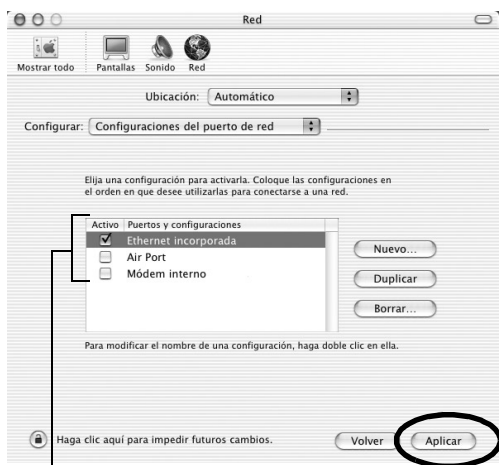 Red
Mostrar todo Pantallas Sonido Red
Ubicación: Automático
Configurar: Configuraciones del puerto de red
Elija una configuración para activarla. Coloque las configuraciones en
el orden en que desee utilizarlas para conectarse a una red.
Activo Puertos y configuraciones
Ethernet incorporada
Air Port
Módem interno
Nuevo...
Duplicar
Borrar...
Para modificar el nombre de una configuración, haga doble clic en ella.
Haga clic aquí para impedir futuros cambios.
Volver Aplicar